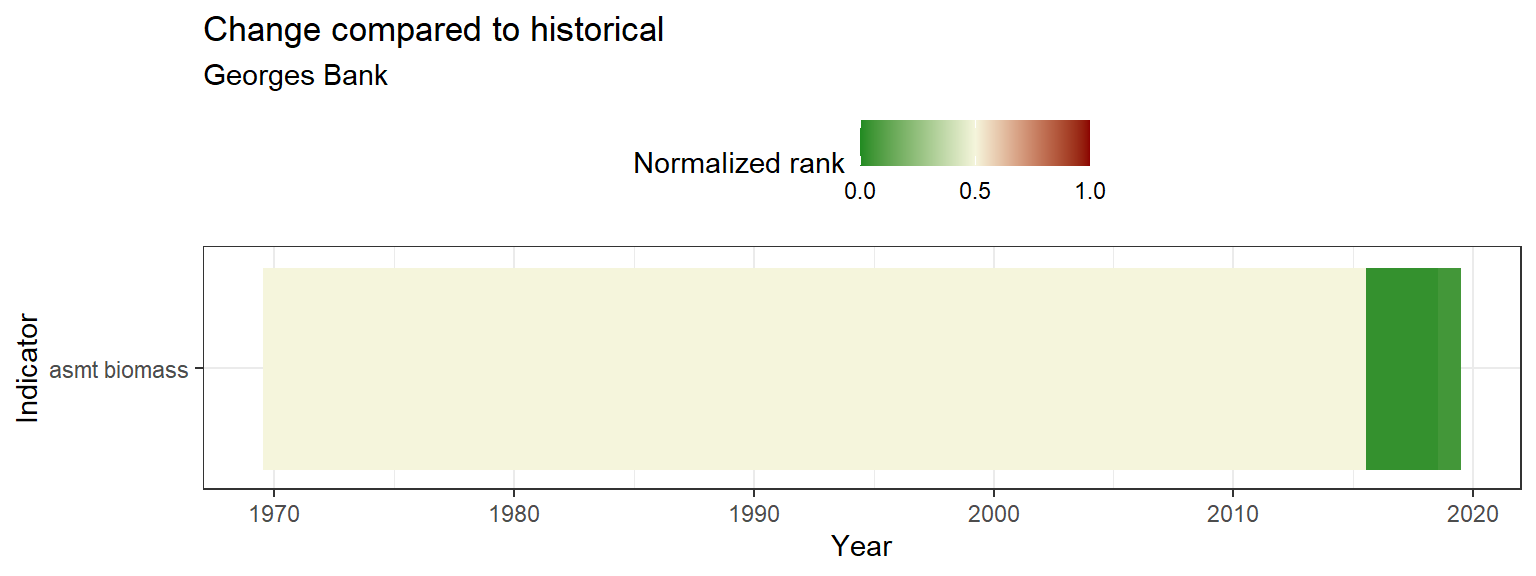 Change compared to historical
Georges Bank
Normalized rank
0.0 0.5 1.0
Indicator
asmt biomass
1970 1980 1990 2000 2010 2020
Year